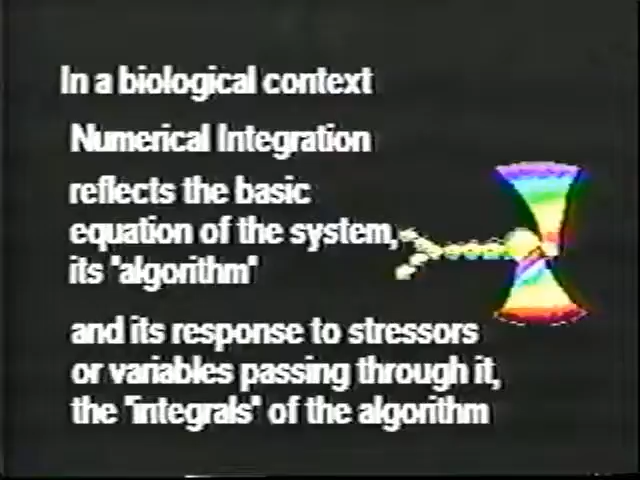 In a biological context
Numerical Integration
reflects the basic
equation of the system,
its "algorithm"
and its response to stressors
or variables passing through it,
the "integrals" of the algorithm